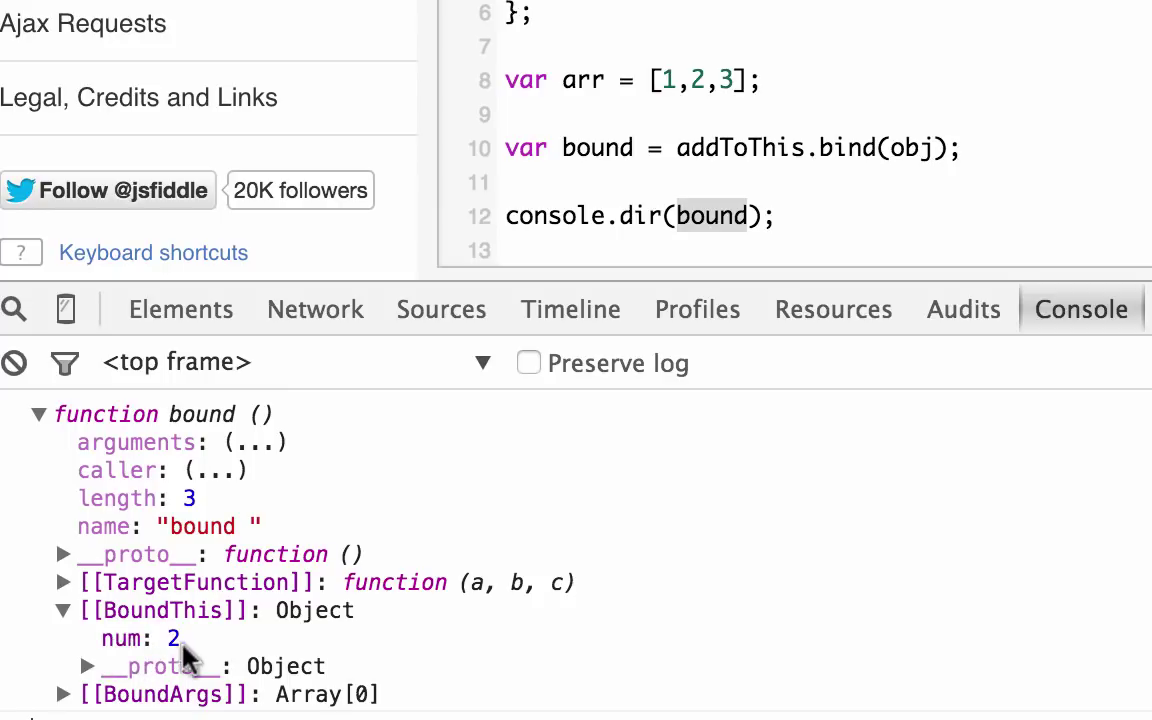 Ajax Requests
Legal, Credits and Links
Follow @jsfiddle 20K followers
? Keyboard shortcuts
6 };
7
8 var arr = [1,2,3];
9
10 var bound = addToThis.bind(obj);
11
12 console.dir(bound);
13
Elements Network Sources Timeline Profiles Resources Audits Console
<top frame> ▼ Preserve log
▼ function bound ()
arguments: (...)
caller: (...)
length: 3
name: "bound "
▶ __proto__: function ()
▶ [[TargetFunction]]: function (a, b, c)
▼ [[BoundThis]]: Object
num: 2
▶ __proto__: Object
▶ [[BoundArgs]]: Array[0]